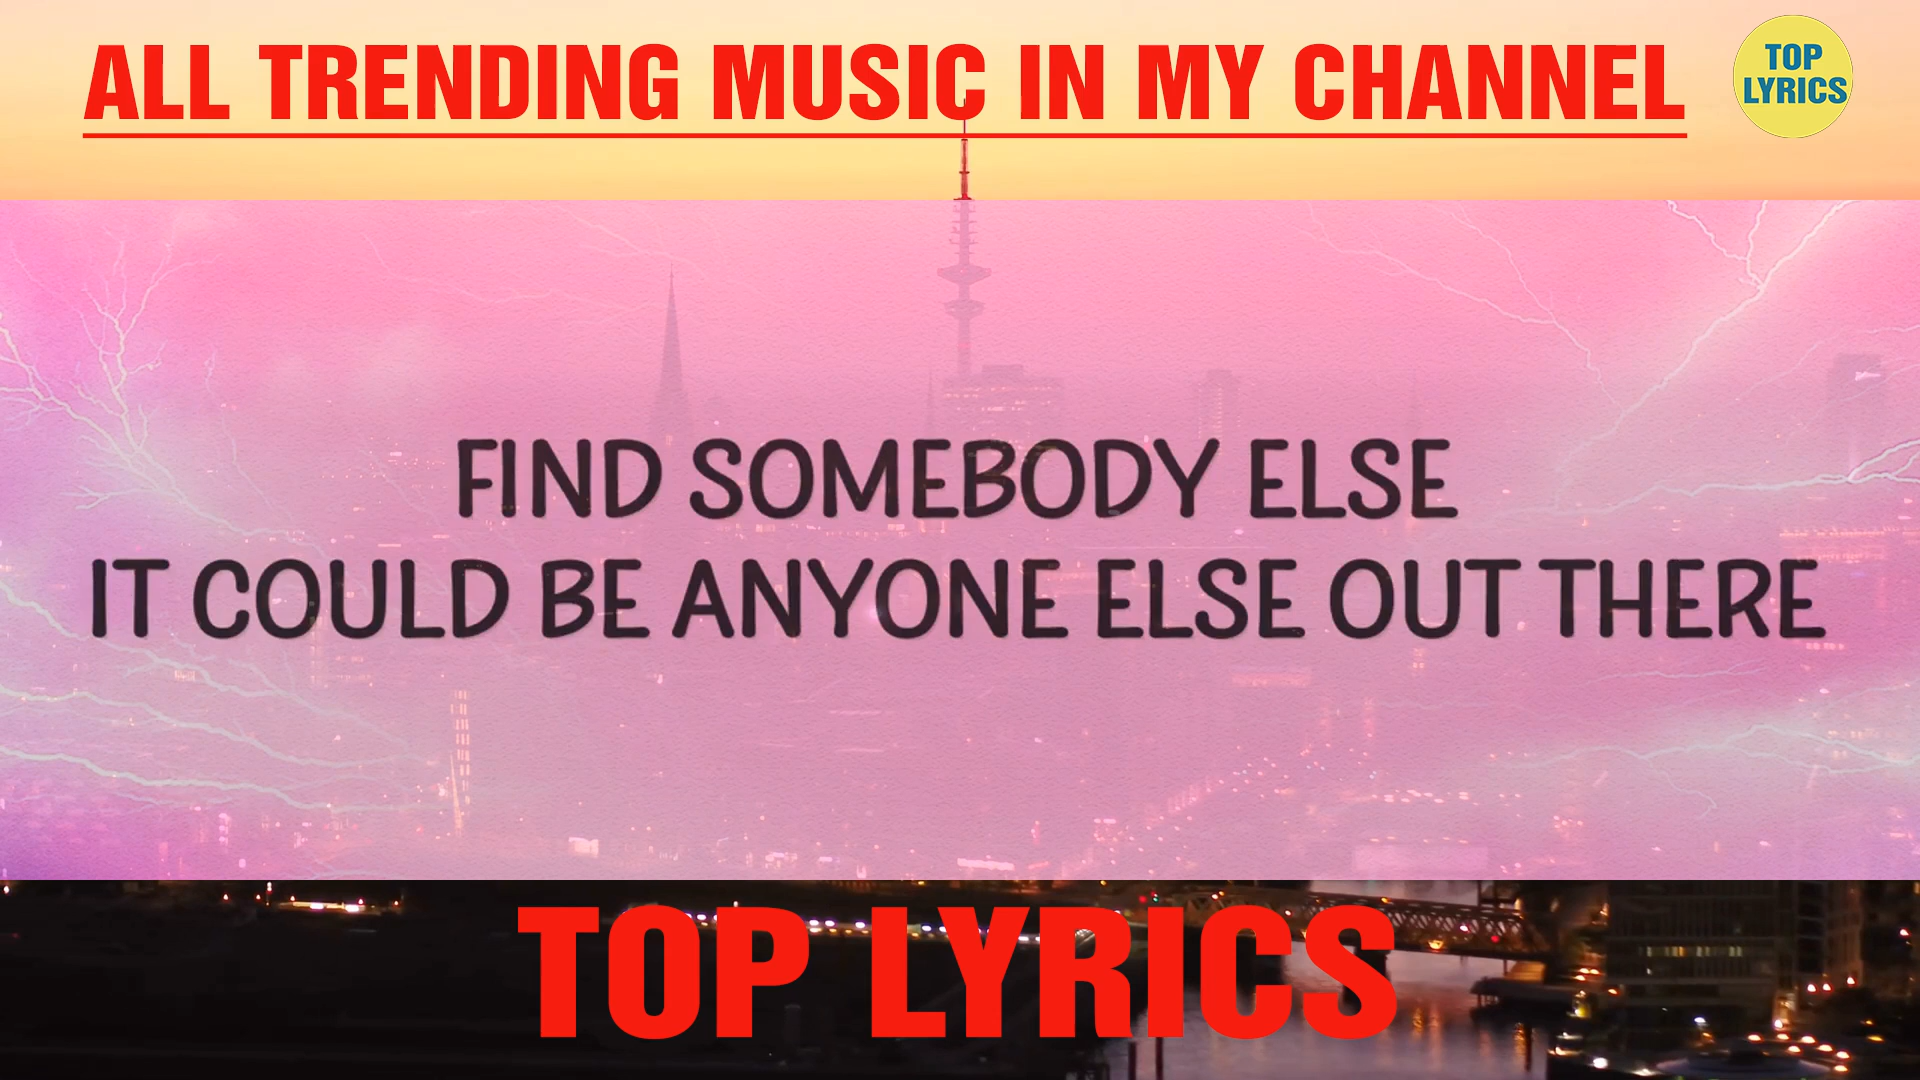 ALL TRENDING MUSIC IN MY CHANNEL
TOP
LYRICS
FIND SOMEBODY ELSE
IT COULD BE ANYONE ELSE OUT THERE
TOP LYRICS